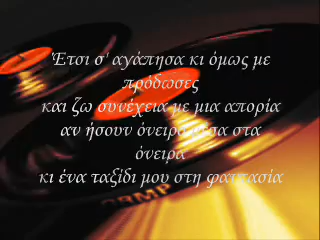 Έτσι σ' αγάπησα κι όμως με
πρόδωσες
και ζω συνέχεια με μια απορία
αν ήσουν όνειρο μέσα στα
όνειρα
κι ένα ταξίδι μου στη φαντασία